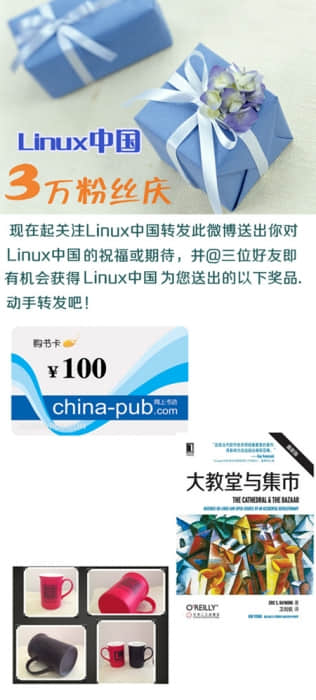 Linux中国
3万粉丝庆
现在起关注Linux中国转发此微博送出你对
Linux中国的祝福或期待，并@三位好友即
有机会获得Linux中国为您送出的以下奖品.
动手转发吧！
购书卡
¥100
网上书店
china-pub.com
大教堂与集市
THE CATHEDRAL & THE BAZAAR
ERIC S. RAYMOND 著
O'REILLY